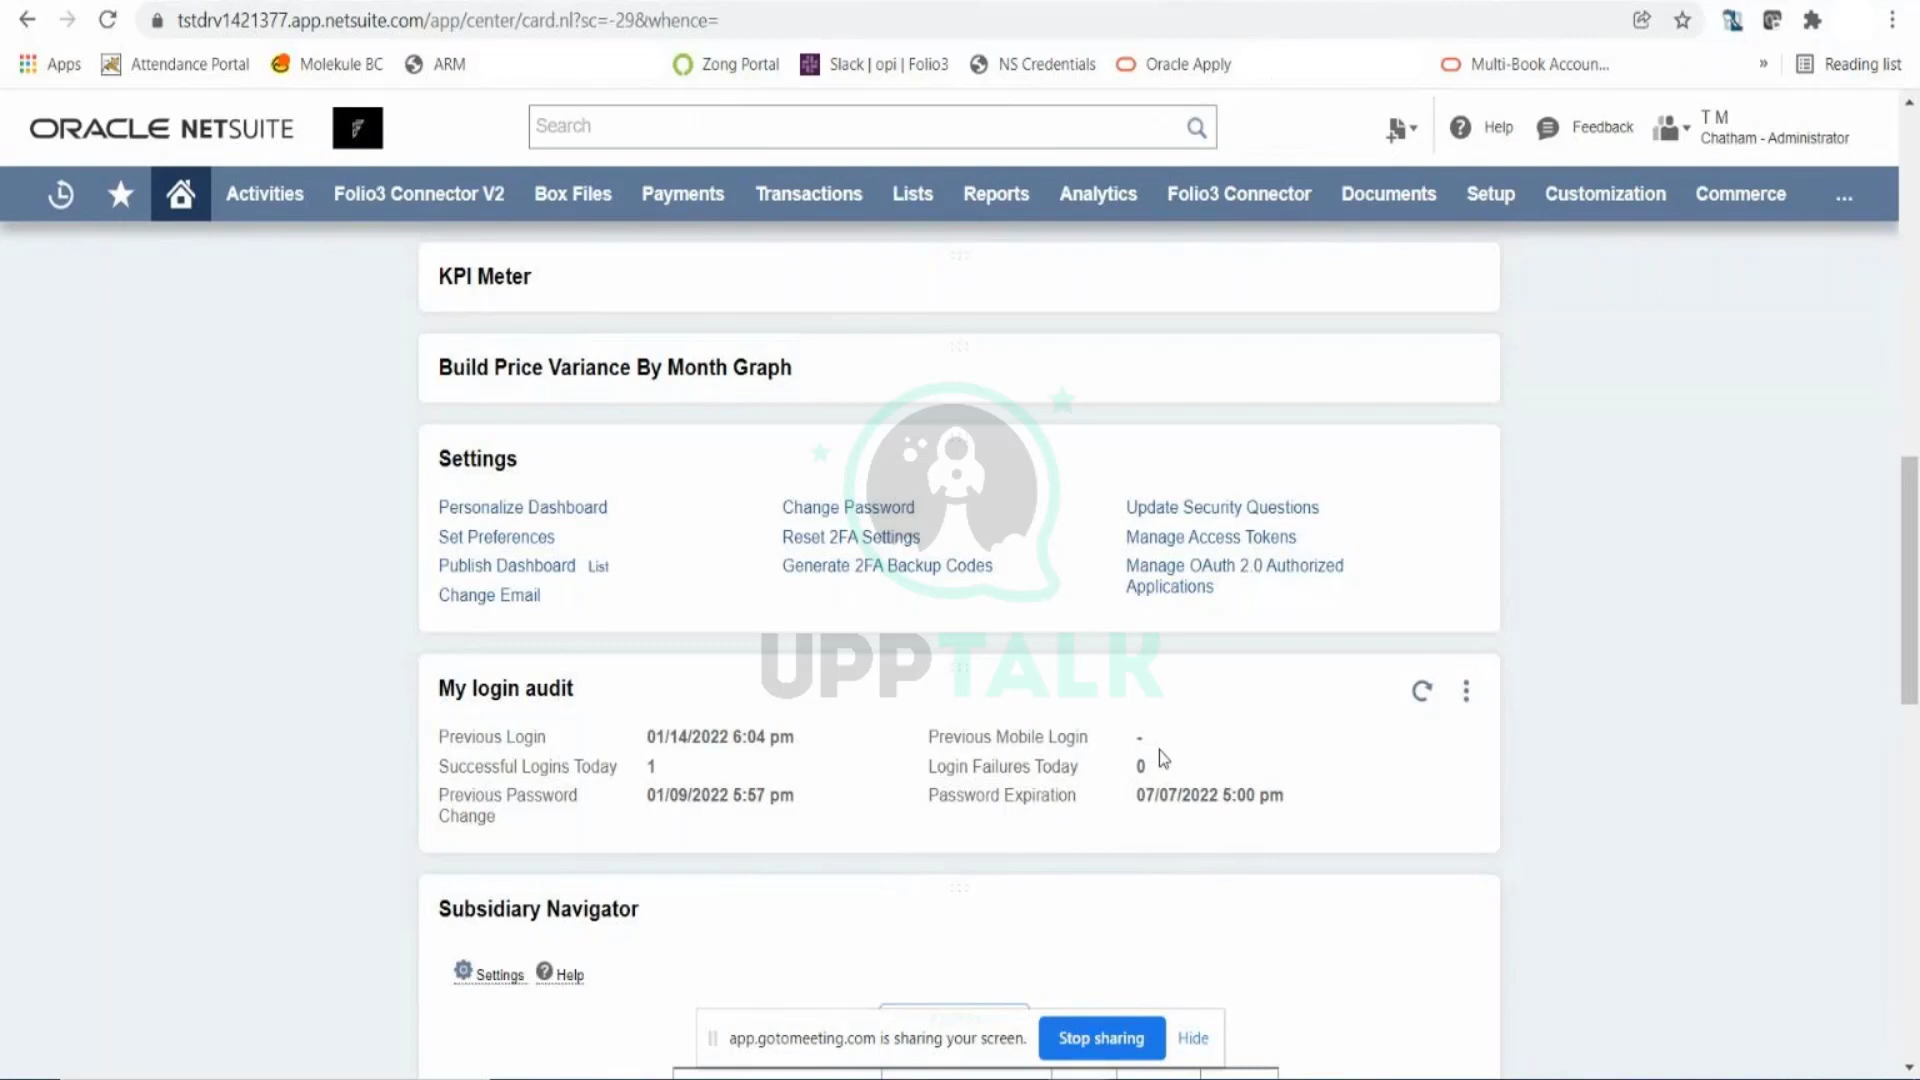 tstdrv1421377.app.netsuite.com/app/center/card.nl?sc=-29&whence=
Apps Attendance Portal Molekule BC ARM Zong Portal Slack | opi | Folio3 NS Credentials Oracle Apply Multi-Book Accoun... » Reading list
ORACLE NETSUITE
Search
Help
Feedback
T M
Chatham - Administrator
Activities Folio3 Connector V2 Box Files Payments Transactions Lists Reports Analytics Folio3 Connector Documents Setup Customization Commerce ...
KPI Meter
Build Price Variance By Month Graph
Settings
Personalize Dashboard Change Password Update Security Questions
Set Preferences Reset 2FA Settings Manage Access Tokens
Publish Dashboard List Generate 2FA Backup Codes Manage OAuth 2.0 Authorized
Applications
Change Email
UPPTALK
My login audit
Previous Login 01/14/2022 6:04 pm Previous Mobile Login -
Successful Logins Today 1 Login Failures Today 0
Previous Password 01/09/2022 5:57 pm Password Expiration 07/07/2022 5:00 pm
Change
Subsidiary Navigator
Settings Help
app.gotomeeting.com is sharing your screen. Stop sharing Hide